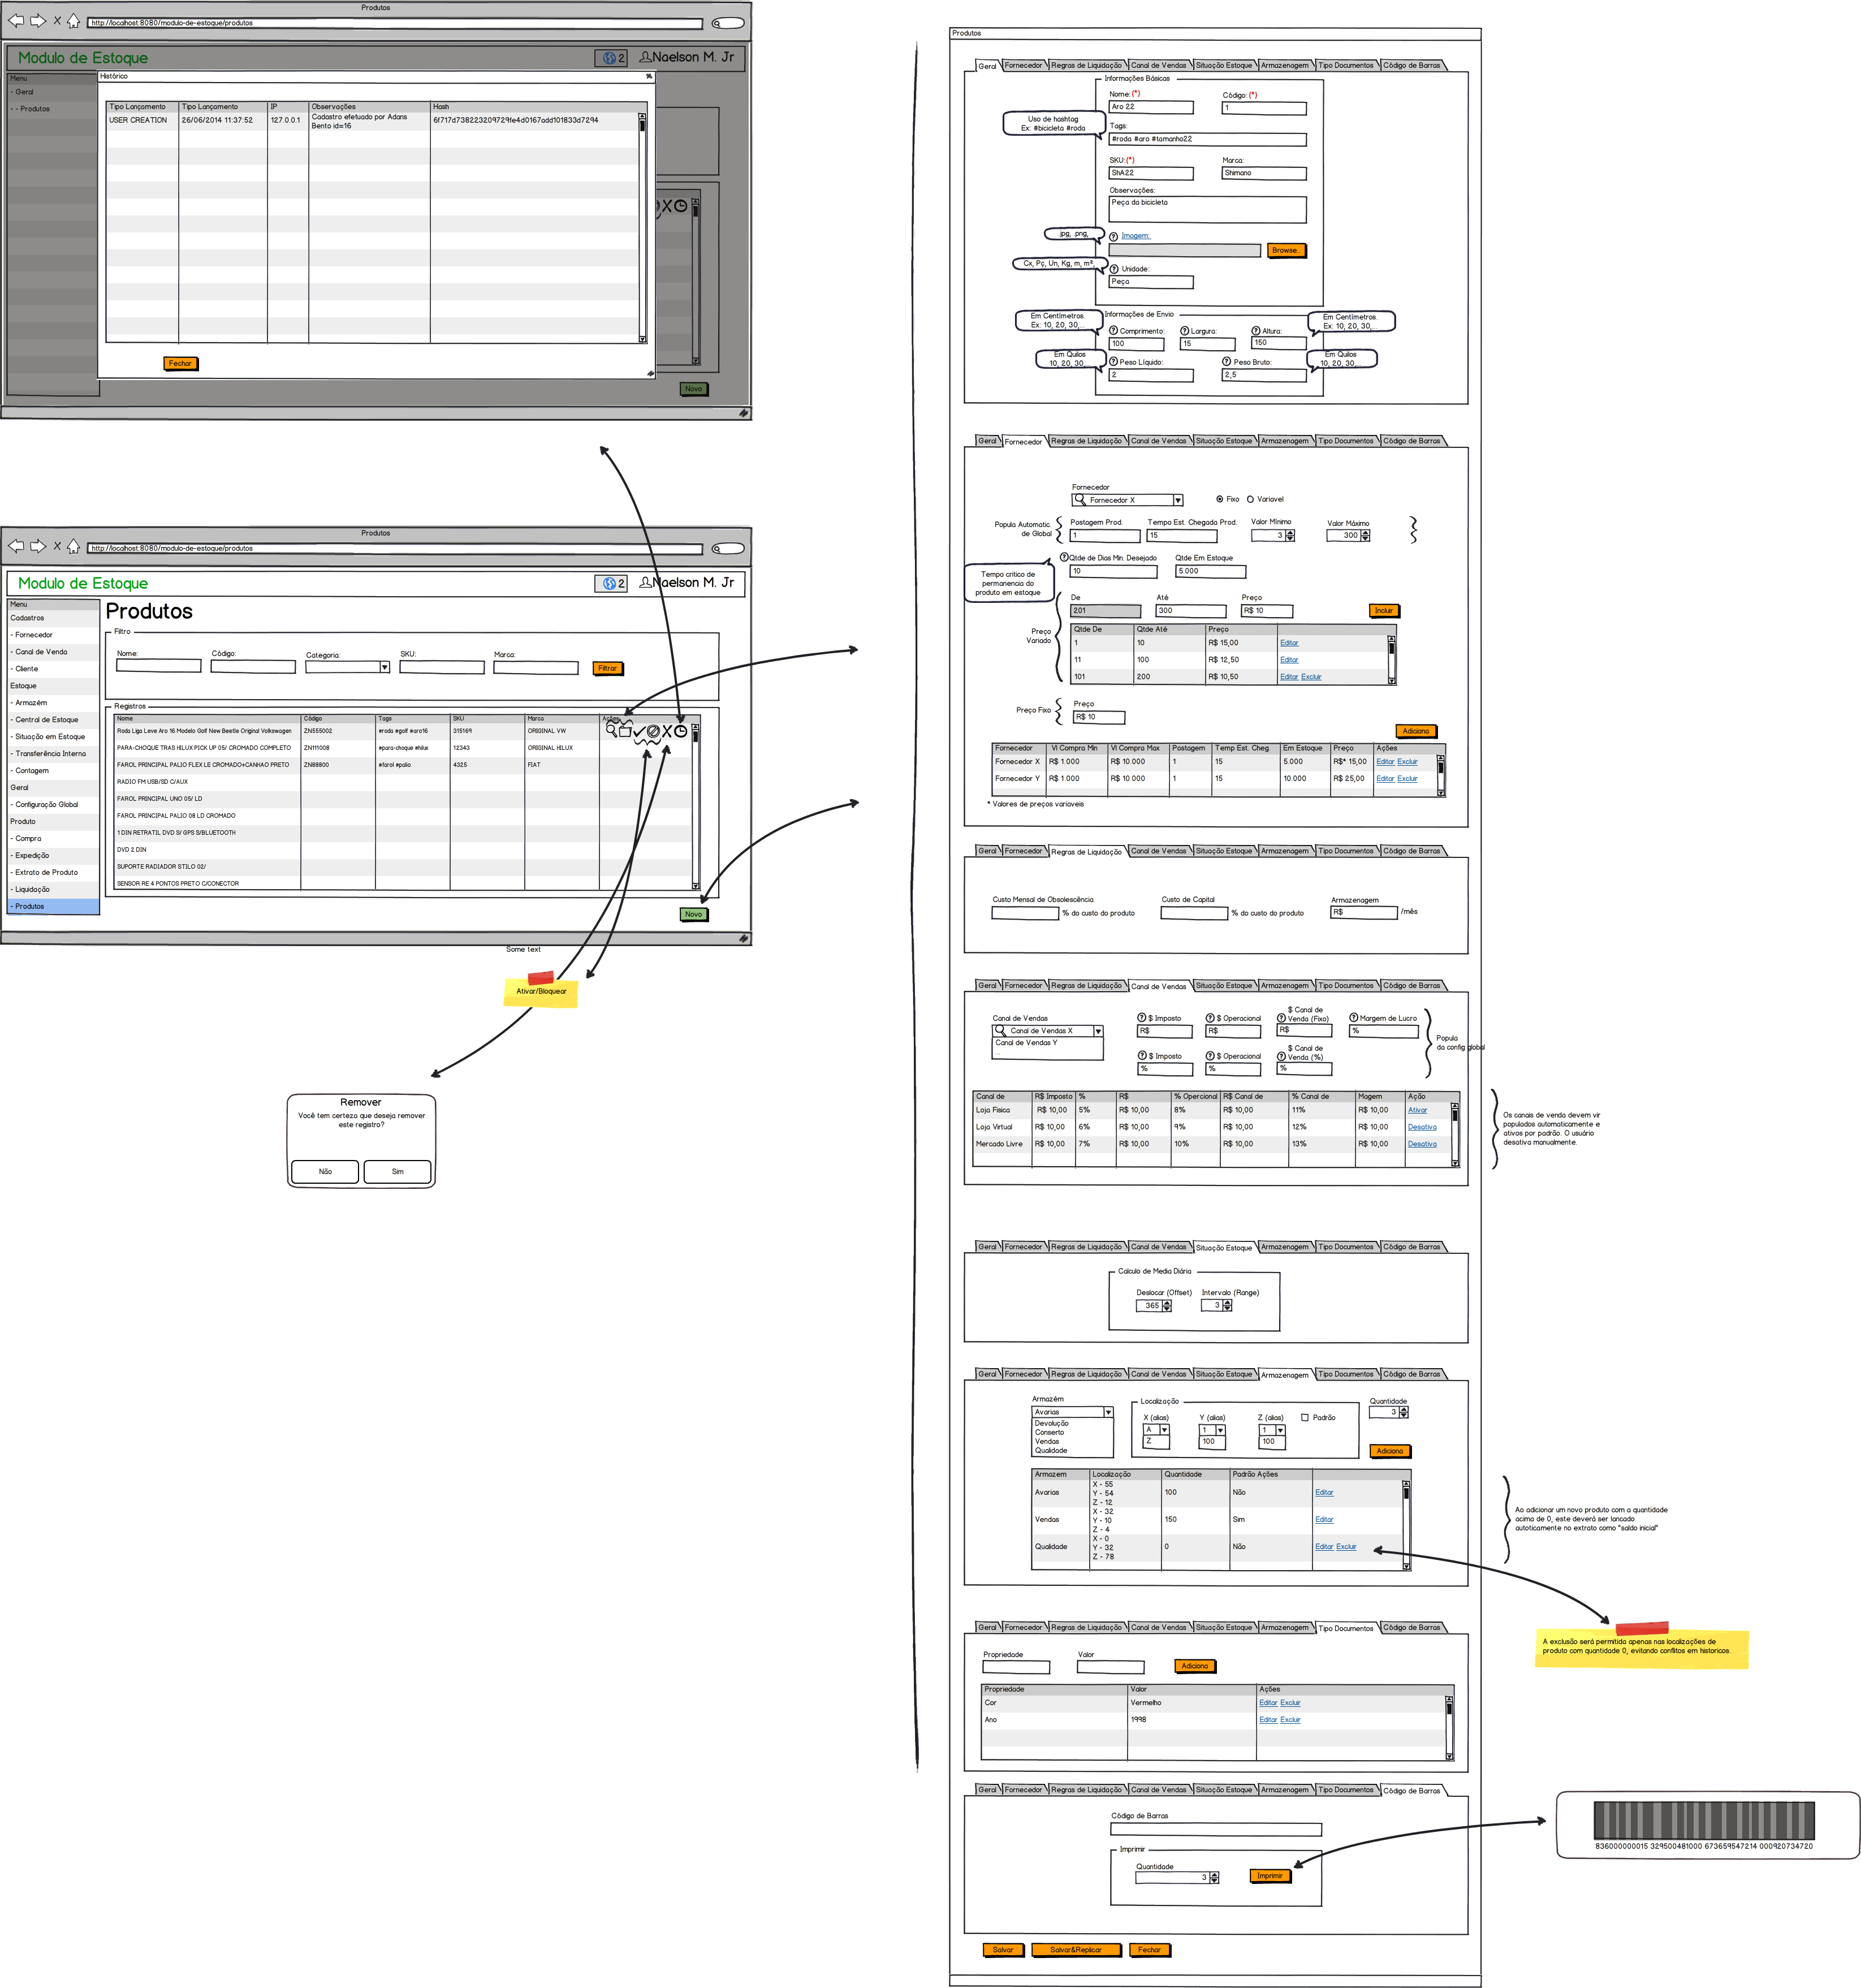 Produtos
http://localhost:8080/modulo-de-estoque/produtos
Modulo de Estoque
2
Naelson M. Jr
Menu
- Geral
- - Produtos
Histórico
Tipo Lançamento Tipo Lançamento IP Observações Hash
USER CREATION 26/06/2014 11:37:52 127.0.0.1 Cadastro efetuado por Adans 6f717d738223209729fe4d0167add101833d7294
Bento id=16
Fechar
Novo
Produtos
http://localhost:8080/modulo-de-estoque/produtos
Modulo de Estoque
2
Naelson M. Jr
Menu
Cadastros
- Fornecedor
- Canal de Venda
- Cliente
Estoque
- Armazém
- Central de Estoque
- Situação em Estoque
- Transferência Interna
- Contagem
Geral
- Configuração Global
Produto
- Compra
- Expedição
- Extrato de Produto
- Liquidação
- Produtos
Produtos
Filtro
Nome: Código: Categoria: SKU: Marca:
Filtrar
Registros
Nome Código Tags SKU Marca Ações
Roda Liga Leve Aro 16 Modelo Golf New Beetle Original Volkswagen ZN555002 #roda #golf #aro16 315169 ORIGINAL VW
PARA-CHOQUE TRAS HILUX PICK UP 05/ CROMADO COMPLETO ZN111008 #para-choque #hilux 12343 ORIGINAL HILUX
FAROL PRINCIPAL PALIO FLEX LE CROMADO+CANHAO PRETO ZN88800 #farol #palio 4325 FIAT
RADIO FM USB/SD C/AUX
FAROL PRINCIPAL UNO 05/ LD
FAROL PRINCIPAL PALIO 08 LD CROMADO
1 DIN RETRATIL DVD S/ GPS S/BLUETOOTH
DVD 2 DIN
SUPORTE RADIADOR STILO 02/
SENSOR RE 4 PONTOS PRETO C/CONECTOR
Novo
Some text
Ativar/Bloquear
Remover
Você tem certeza que deseja remover
este registro?
Não Sim
Produtos
Geral Fornecedor Regras de Liquidação Canal de Vendas Situação Estoque Armazenagem Tipo Documentos Código de Barras
Informações Básicas
Nome: (*) Código: (*)
Aro 22 1
Uso de hashtag
Ex: #bicicleta #roda
Tags:
#roda #aro #tamanho22
SKU: (*) Marca:
ShA22 Shimano
Observações:
Peça da bicicleta
.jpg, .png,
Imagem:
Browse..
Cx, Pç, Un, Kg, m, m²,
Unidade:
Peça
Informações de Envio
Em Centímetros.
Ex: 10, 20, 30,...
Em Centímetros.
Ex: 10, 20, 30,...
Comprimento: Largura: Altura:
100 15 150
Em Quilos
10, 20, 30,...
Em Quilos
10, 20, 30,...
Peso Líquido: Peso Bruto:
2 2,5
Geral Fornecedor Regras de Liquidação Canal de Vendas Situação Estoque Armazenagem Tipo Documentos Código de Barras
Fornecedor
Fornecedor X Fixo Variavel
Popula Automatic.
de Global
Postagem Prod. Tempo Est. Chegada Prod. Valor Mínimo Valor Máximo
1 15 3 300
Qtde de Dias Min. Desejado Qtde Em Estoque
10 5.000
Tempo critico de
permanencia do
produto em estoque
De Até Preço
201 300 R$ 10 Incluir
Preço
Variado
Qtde De Qtde Até Preço
1 10 R$ 15,00 Editar
11 100 R$ 12,50 Editar
101 200 R$ 10,50 Editar Excluir
Preço Fixo
Preço
R$ 10
Adiciona
Fornecedor Vl Compra Min Vl Compra Max Postagem Temp Est. Cheg. Em Estoque Preço Ações
Fornecedor X R$ 1.000 R$ 10.000 1 15 5.000 R$* 15,00 Editar Excluir
Fornecedor Y R$ 1.000 R$ 10.000 1 15 10.000 R$ 25,00 Editar Excluir
* Valores de preços variaveis
Geral Fornecedor Regras de Liquidação Canal de Vendas Situação Estoque Armazenagem Tipo Documentos Código de Barras
Custo Mensal de Obsolescência Custo de Capital Armazenagem
% do custo do produto % do custo do produto R$ /mês
Geral Fornecedor Regras de Liquidação Canal de Vendas Situação Estoque Armazenagem Tipo Documentos Código de Barras
Canal de Vendas $ Imposto $ Operacional $ Canal de Venda (Fixo) Margem de Lucro
Canal de Vendas X R$ R$ R$ %
Canal de Vendas Y
...
$ Imposto $ Operacional $ Canal de Venda (%)
% % %
Popula
da config global
Canal de R$ Imposto % R$ % Opercional R$ Canal de % Canal de Magem Ação
Loja Fisica R$ 10,00 5% R$ 10,00 8% R$ 10,00 11% R$ 10,00 Ativar
Loja Virtual R$ 10,00 6% R$ 10,00 9% R$ 10,00 12% R$ 10,00 Desativa
Mercado Livre R$ 10,00 7% R$ 10,00 10% R$ 10,00 13% R$ 10,00 Desativa
Os canais de venda devem vir
populados automaticamente e
ativos por padrão. O usuário
desativa manualmente.
Geral Fornecedor Regras de Liquidação Canal de Vendas Situação Estoque Armazenagem Tipo Documentos Código de Barras
Calculo de Media Diária
Deslocar (Offset) Intervalo (Range)
365 3
Geral Fornecedor Regras de Liquidação Canal de Vendas Situação Estoque Armazenagem Tipo Documentos Código de Barras
Armazém
Avarias
Devolução
Conserto
Vendas
Qualidade
Localização
X (alias) Y (alias) Z (alias) Padrão
A 1 1
Z 100 100
Quantidade
3
Adiciona
Armazem Localização Quantidade Padrão Ações
X - 55
Avarias Y - 54 100 Não Editar
Z - 12
X - 32
Vendas Y - 10 150 Sim Editar
Z - 4
X - 0
Qualidade Y - 32 0 Não Editar Excluir
Z - 78
Ao adicionar um novo produto com a quantidade
acima de 0, este deverá ser lancado
autoticamente no extrato como "saldo inicial"
A exclusão será permitida apenas nas localizações de
produto com quantidade 0, evitando conflitos em historicos.
Geral Fornecedor Regras de Liquidação Canal de Vendas Situação Estoque Armazenagem Tipo Documentos Código de Barras
Propriedade Valor
Adiciona
Propriedade Valor Ações
Cor Vermelho Editar Excluir
Ano 1998 Editar Excluir
Geral Fornecedor Regras de Liquidação Canal de Vendas Situação Estoque Armazenagem Tipo Documentos Código de Barras
Código de Barras
Imprimir
Quantidade
3 Imprimir
836000000015 329500481000 673659547214 000920734720
Salvar Salvar&Replicar Fechar